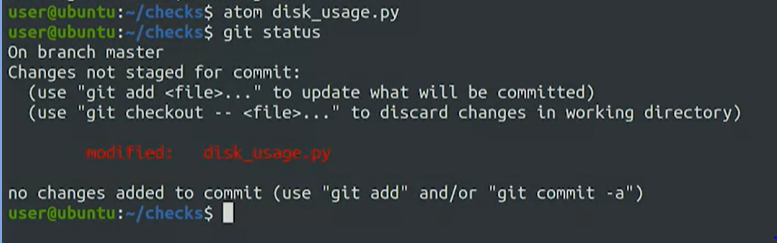 user@ubuntu:~/checks$ atom disk_usage.py
user@ubuntu:~/checks$ git status
On branch master
Changes not staged for commit:
  (use "git add <file>..." to update what will be committed)
  (use "git checkout -- <file>..." to discard changes in working directory)
        modified:   disk_usage.py
no changes added to commit (use "git add" and/or "git commit -a")
user@ubuntu:~/checks$